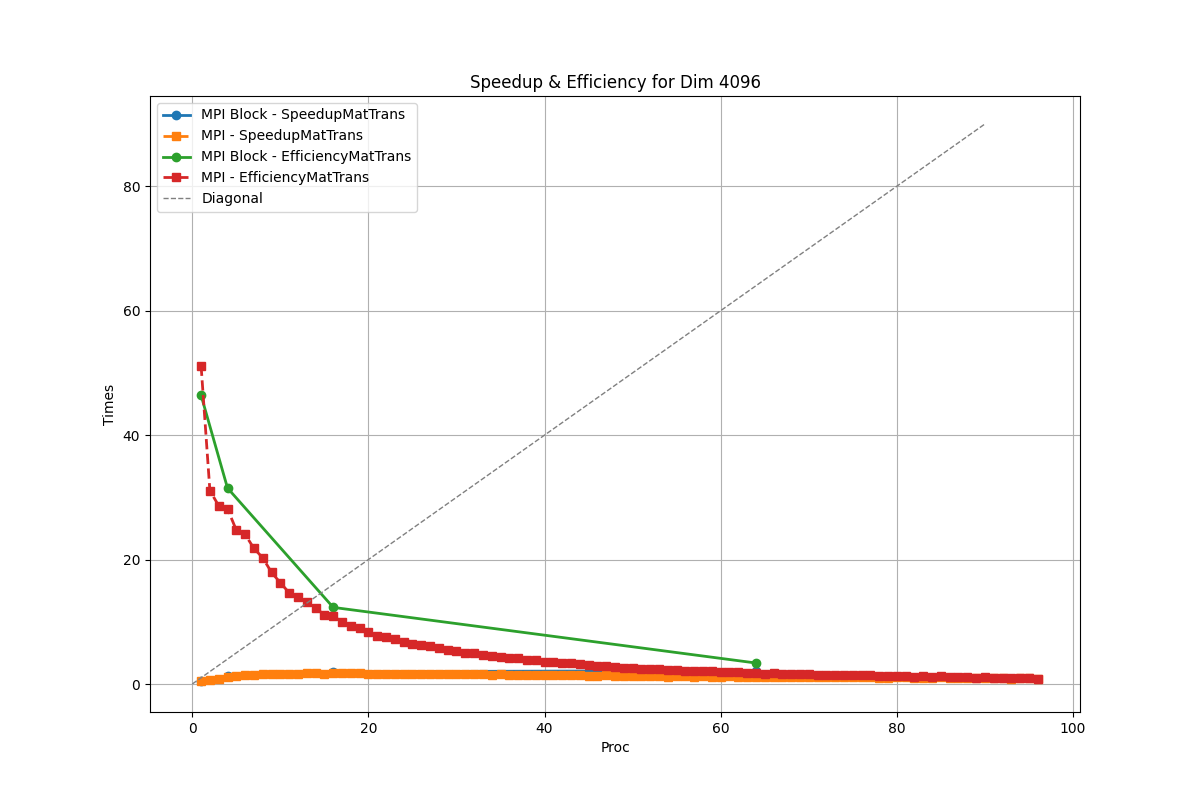 Speedup & Efficiency for Dim 4096
MPI Block - SpeedupMatTrans
MPI - SpeedupMatTrans
MPI Block - EfficiencyMatTrans
MPI - EfficiencyMatTrans
Diagonal
Times
80
60
40
20
0
0 20 40 60 80 100
Proc